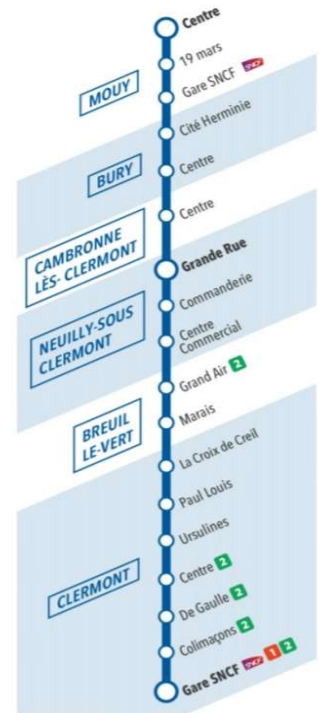 Centre
19 mars
Gare SNCF SNCF
MOUY
Cité Herminie
BURY
Centre
Centre
CAMBRONNE
LÈS- CLERMONT
Grande Rue
Commanderie
NEUILLY-SOUS
CLERMONT
Centre
Commercial
Grand Air 2
BREUIL
LE-VERT
Marais
La Croix de Creil
Paul Louis
Ursulines
CLERMONT
Centre 2
De Gaulle 2
Colimaçons 2
Gare SNCF SNCF 1 2